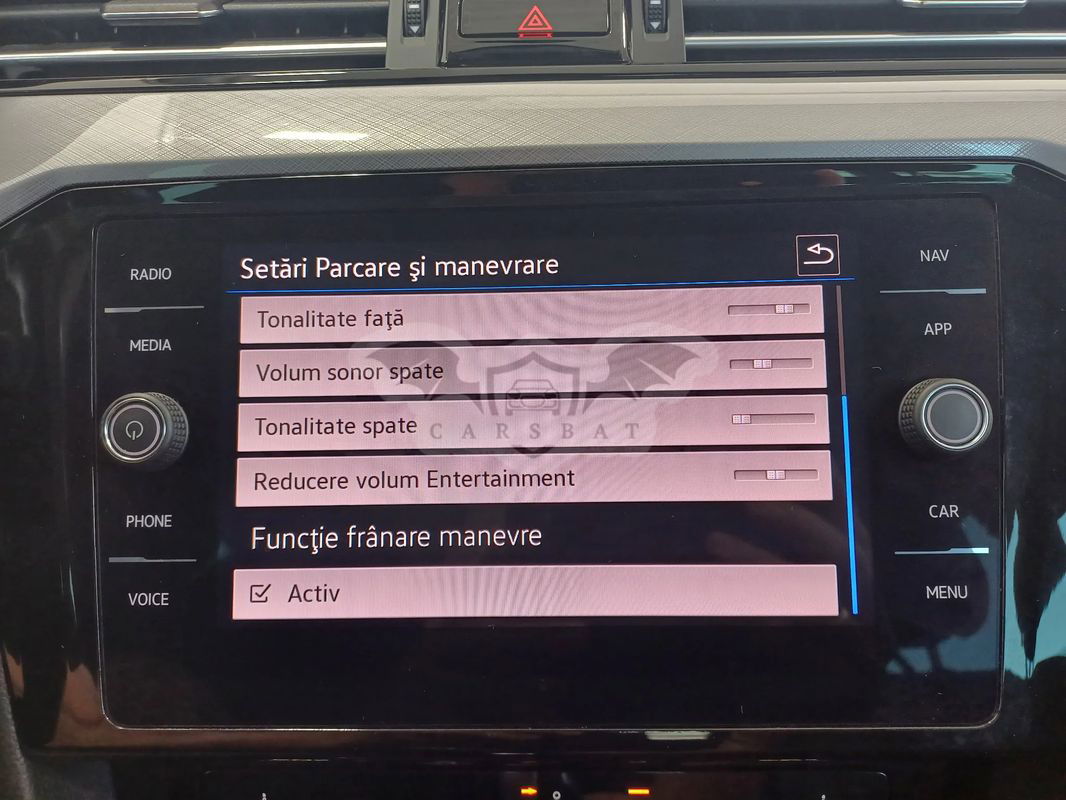 RADIO
MEDIA
PHONE
VOICE
Setări Parcare şi manevrare
Tonalitate faţă
Volum sonor spate
Tonalitate spate
Reducere volum Entertainment
Funcţie frânare manevre
Activ
CARSBAT
NAV
APP
CAR
MENU